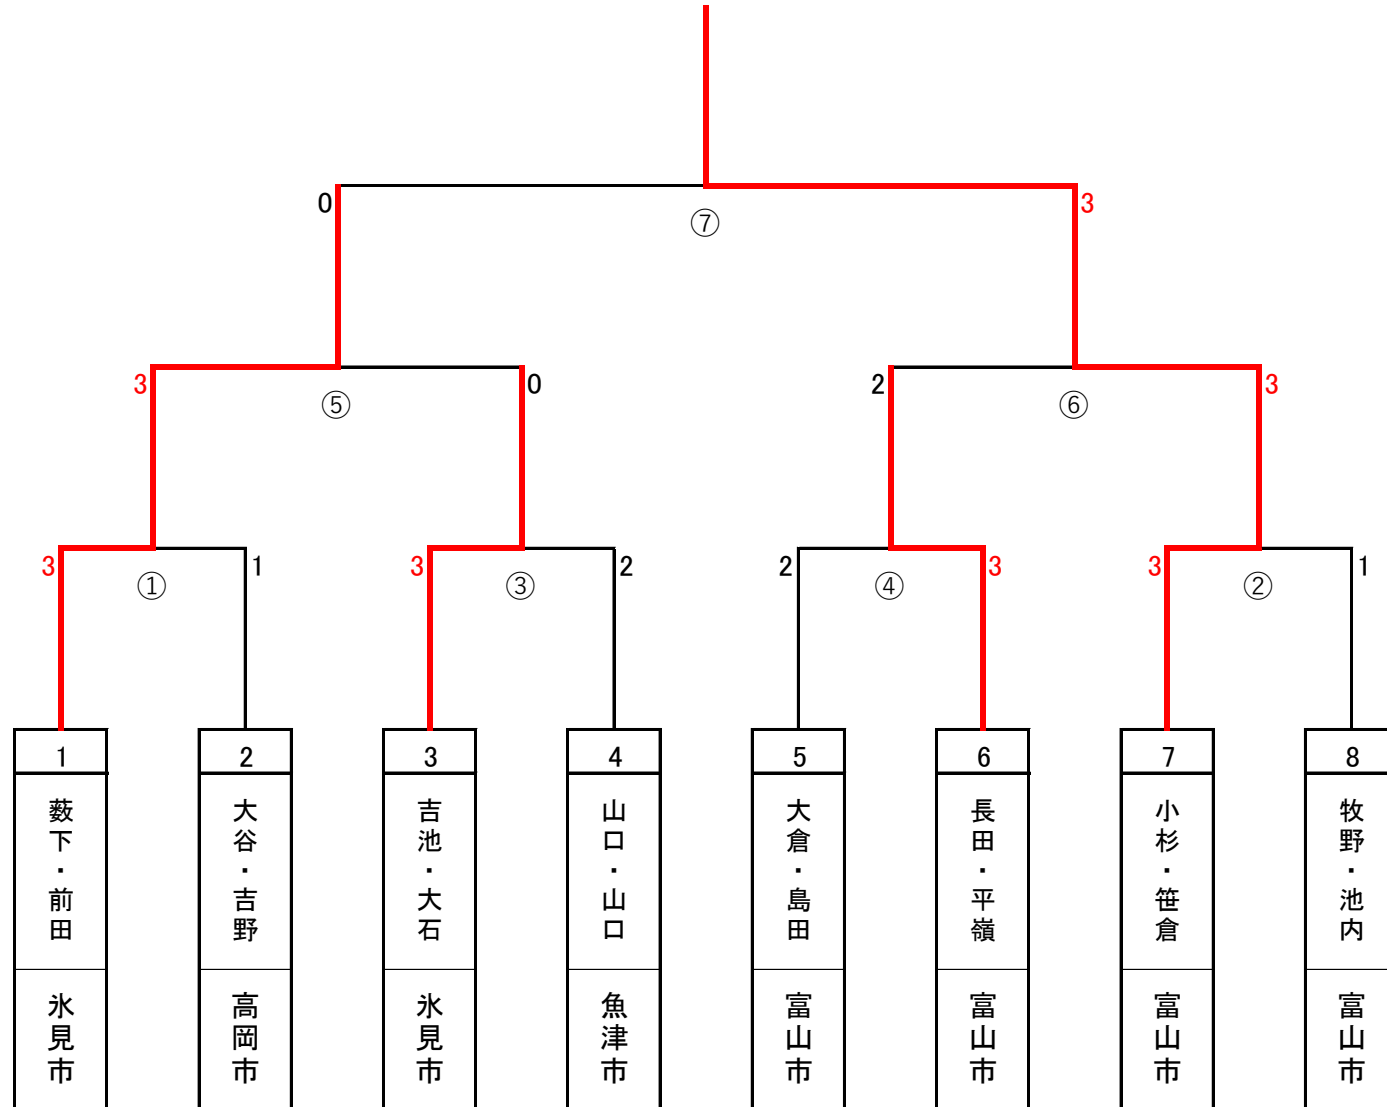 0 3
⑦
3 0 2 3
⑤ ⑥
3 1 3 2 2 3 3 1
① ③ ④ ②
1 2 3 4 5 6 7 8
薮下・前田
大谷・吉野
吉池・大石
山口・山口
大倉・島田
長田・平嶺
小杉・笹倉
牧野・池内
氷見市
高岡市
氷見市
魚津市
富山市
富山市
富山市
富山市